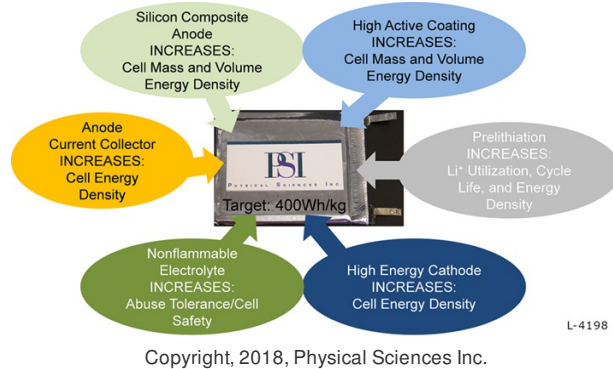 Silicon Composite
Anode
INCREASES:
Cell Mass and Volume
Energy Density
High Active Coating
INCREASES:
Cell Mass and Volume
Energy Density
Anode
Current Collector
INCREASES:
Cell Energy
Density
PSI
PHYSICAL SCIENCES INC.
Target: 400Wh/kg
Prelithiation
INCREASES:
Li⁺ Utilization, Cycle
Life, and Energy
Density
Nonflammable
Electrolyte
INCREASES:
Abuse Tolerance/Cell
Safety
High Energy Cathode
INCREASES:
Cell Energy Density
L-4198
Copyright, 2018, Physical Sciences Inc.